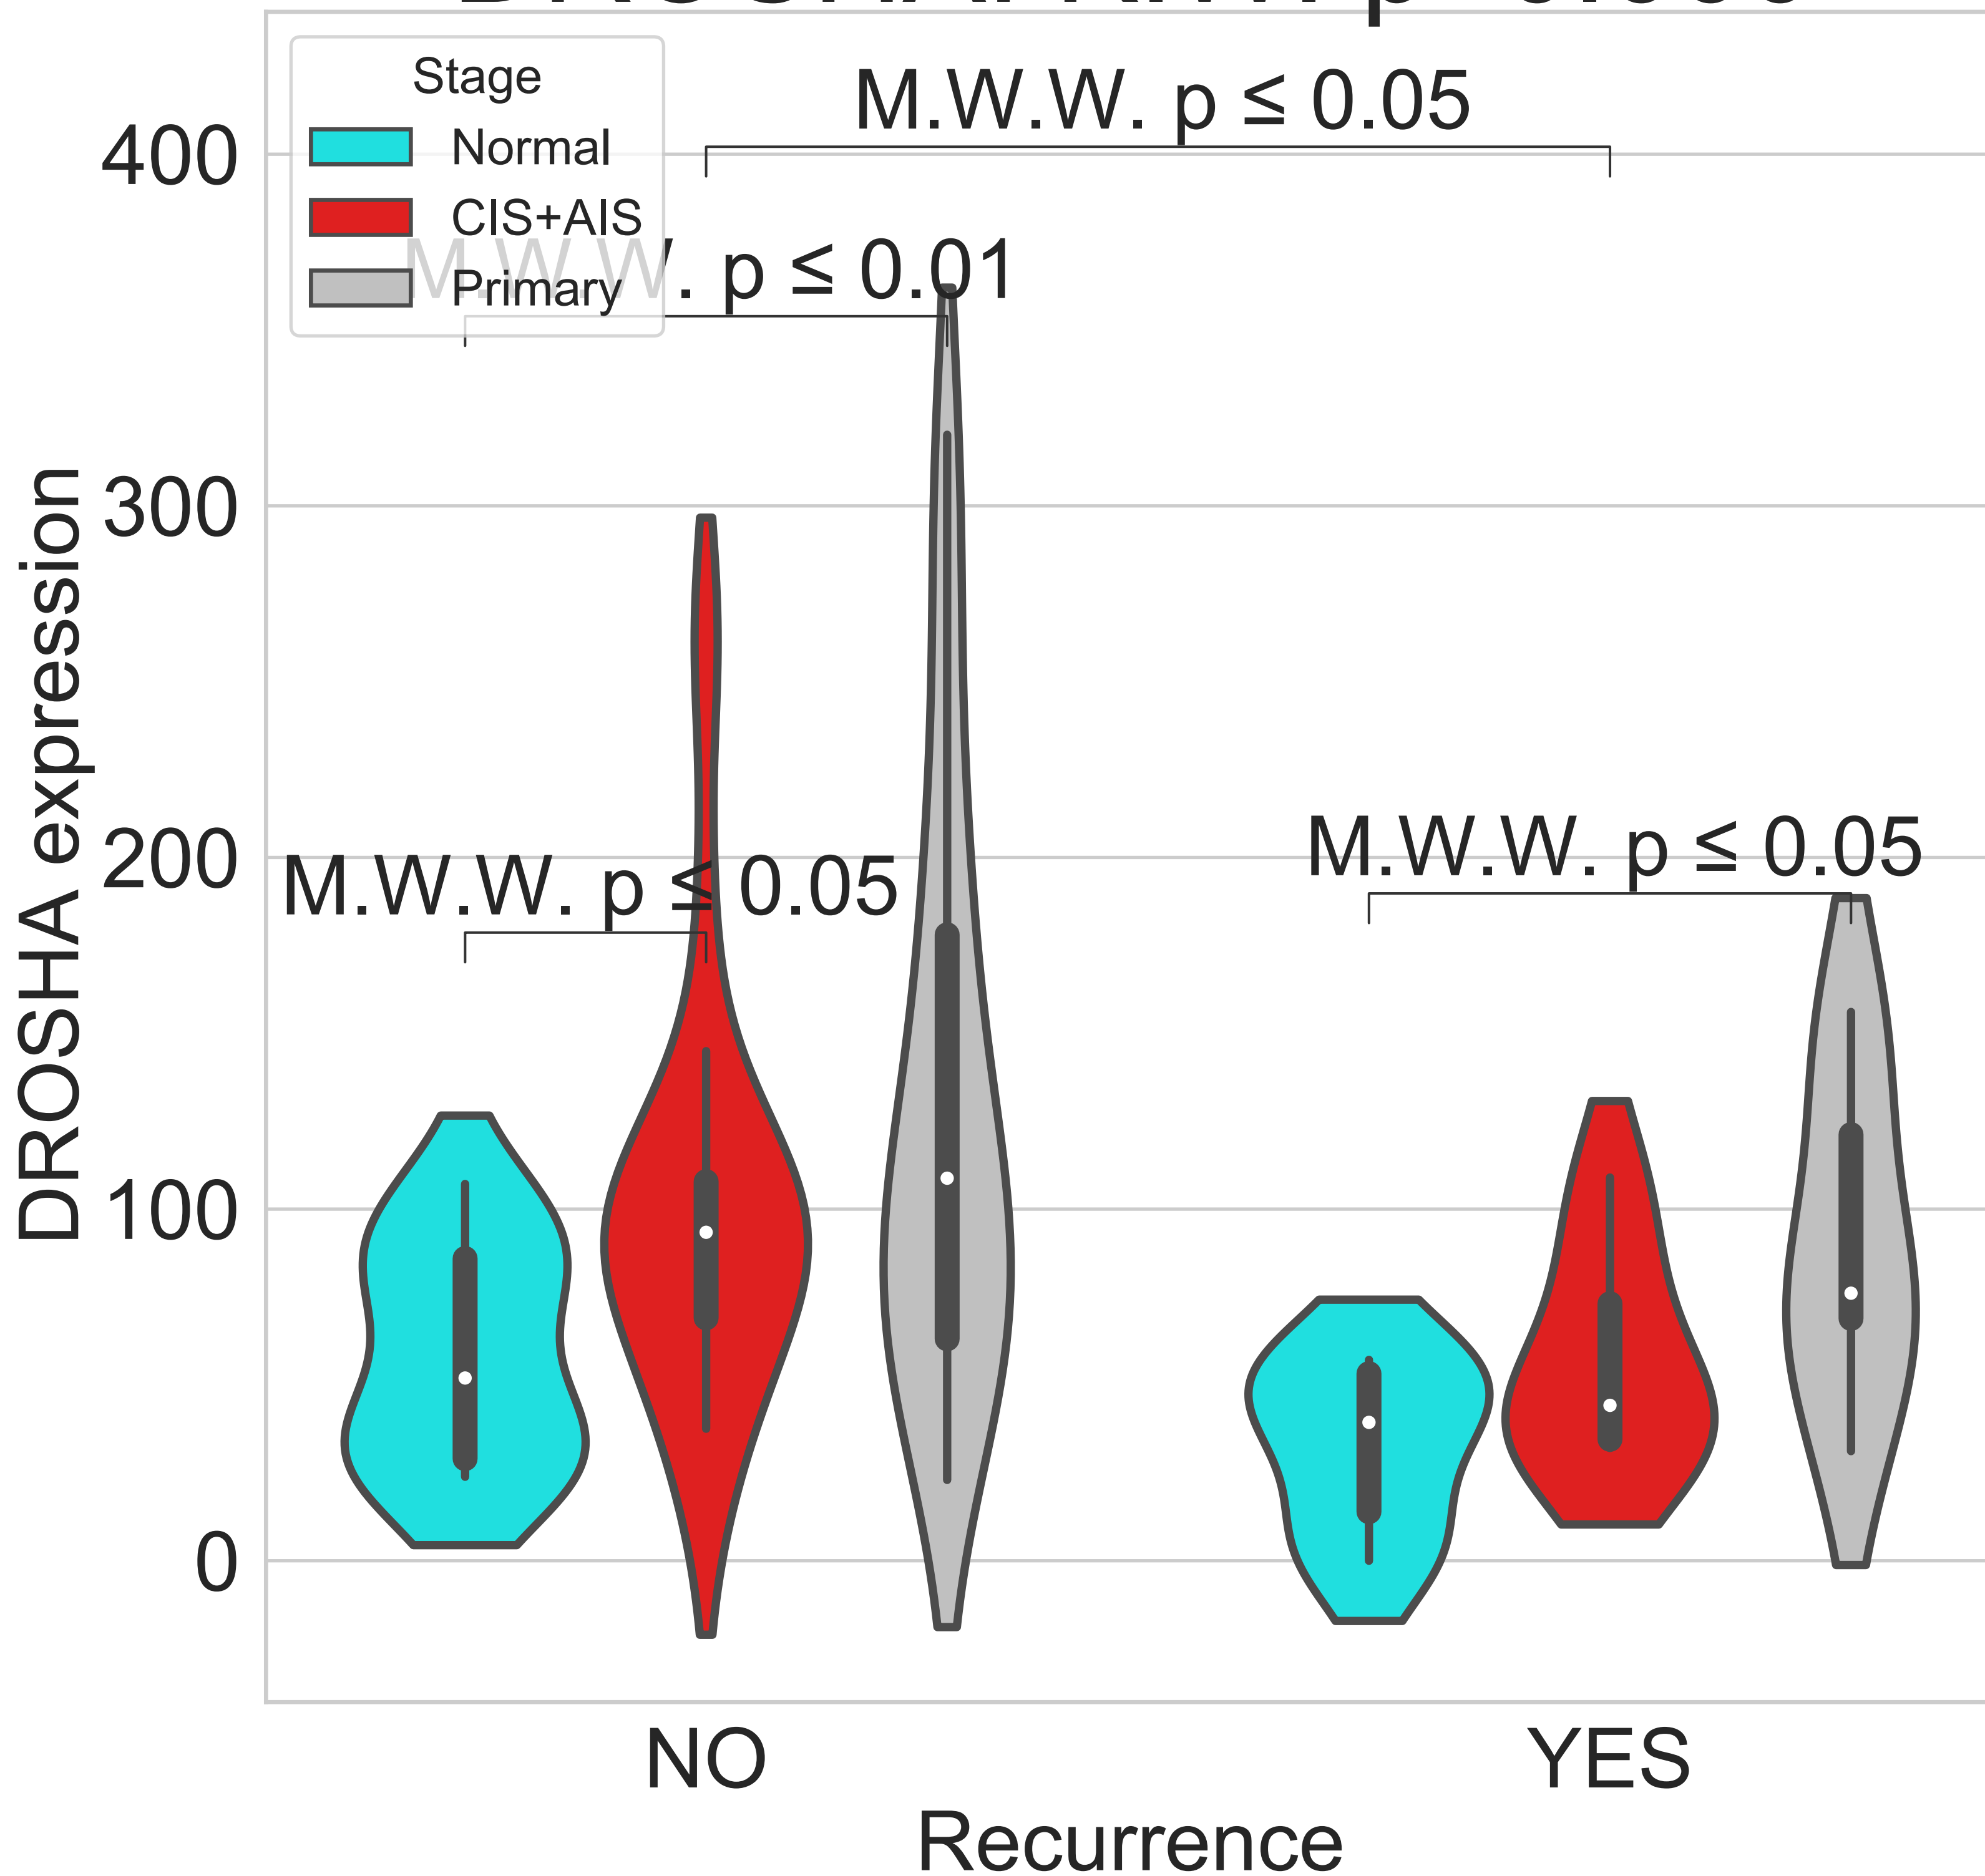 Stage
Normal
CIS+AIS
Primary
M.W.W. p ≤ 0.05
M.W.W. p ≤ 0.01
M.W.W. p ≤ 0.05
M.W.W. p ≤ 0.05
DROSHA expression
400
300
200
100
0
NO
YES
Recurrence